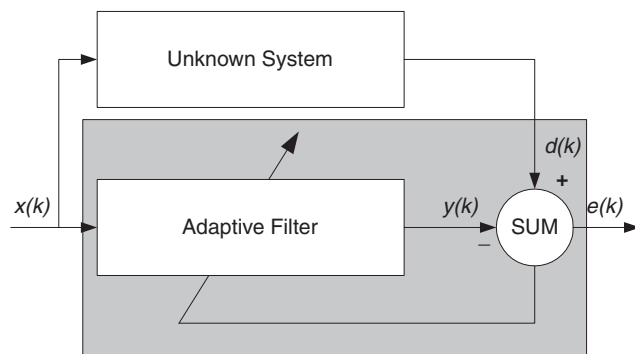 Unknown System
d(k)
+
x(k)
Adaptive Filter
y(k)
–
SUM
e(k)